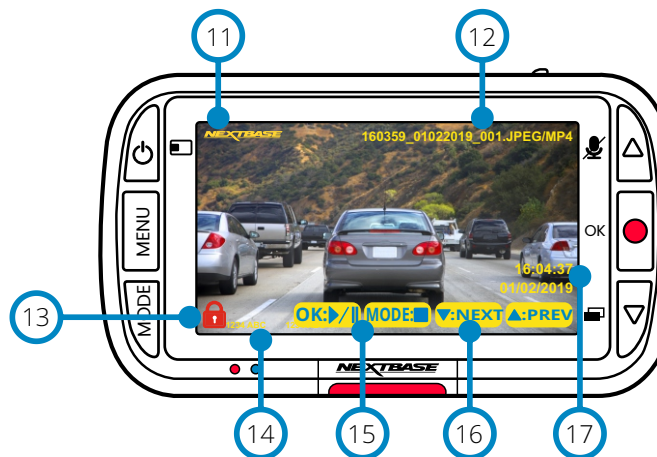 11
12
NEXTBASE
160359_01022019_001.JPEG/MP4
MENU
OK
16:04:37
01/02/2019
MODE
13
OK:▶/II
MODE:■
▼:NEXT
▲:PREV
NEXTBASE
14
15
16
17